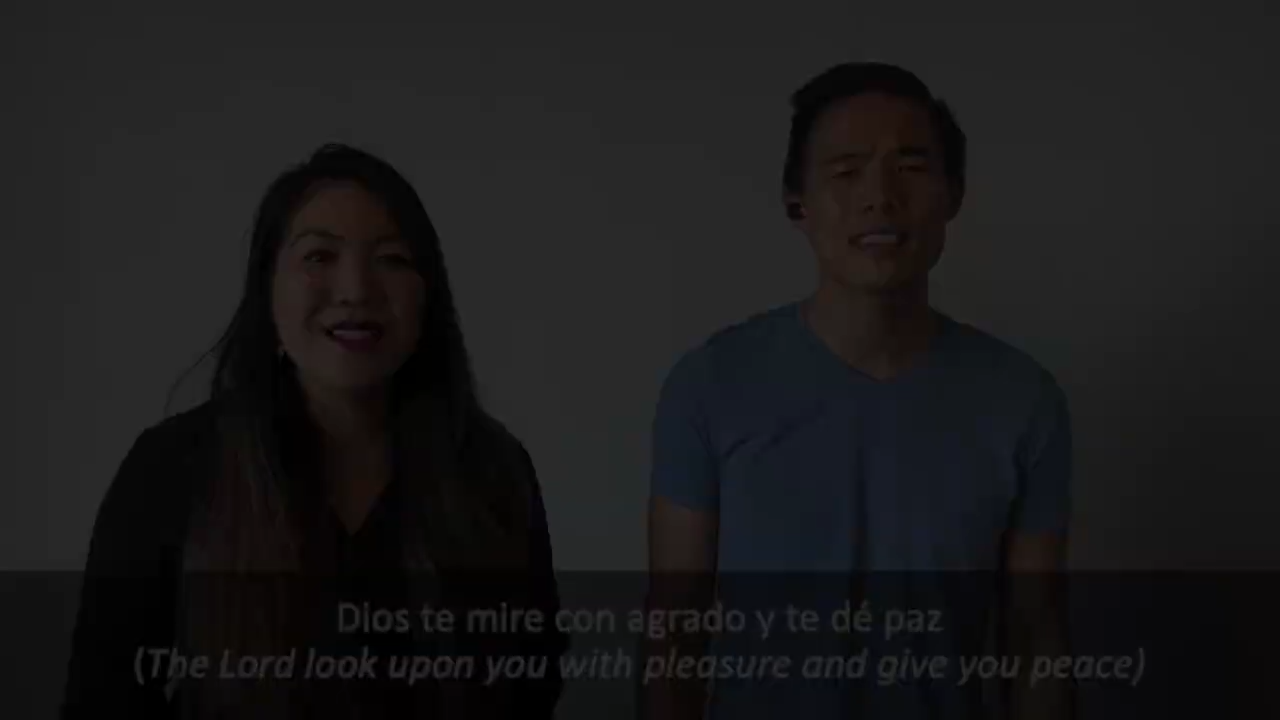 Dios te mire con agrado y te dé paz
(The Lord look upon you with pleasure and give you peace)